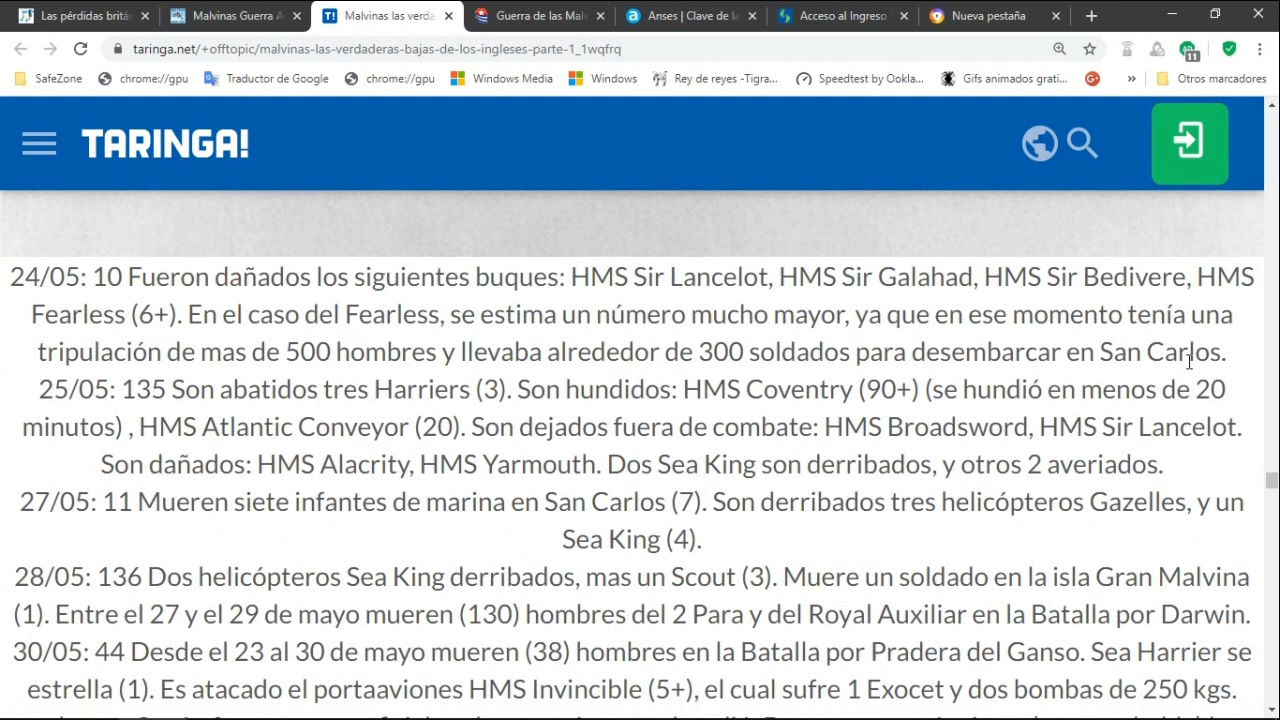 Las pérdidas britár
Malvinas Guerra A
Malvinas las verda
Guerra de las Mal
Anses | Clave de la
Acceso al Ingreso
Nueva pestaña
taringa.net/+offtopic/malvinas-las-verdaderas-bajas-de-los-ingleses-parte-1_1wqfrq
11
SafeZone
chrome://gpu
Traductor de Google
chrome://gpu
Windows Media
Windows
Rey de reyes -Tigra...
Speedtest by Ookla...
Gifs animados grati...
»
Otros marcadores
TARINGA!
24/05: 10 Fueron dañados los siguientes buques: HMS Sir Lancelot, HMS Sir Galahad, HMS Sir Bedivere, HMS
Fearless (6+). En el caso del Fearless, se estima un número mucho mayor, ya que en ese momento tenía una
tripulación de mas de 500 hombres y llevaba alrededor de 300 soldados para desembarcar en San Carlos.
25/05: 135 Son abatidos tres Harriers (3). Son hundidos: HMS Coventry (90+) (se hundió en menos de 20
minutos) , HMS Atlantic Conveyor (20). Son dejados fuera de combate: HMS Broadsword, HMS Sir Lancelot.
Son dañados: HMS Alacrity, HMS Yarmouth. Dos Sea King son derribados, y otros 2 averiados.
27/05: 11 Mueren siete infantes de marina en San Carlos (7). Son derribados tres helicópteros Gazelles, y un
Sea King (4).
28/05: 136 Dos helicópteros Sea King derribados, mas un Scout (3). Muere un soldado en la isla Gran Malvina
(1). Entre el 27 y el 29 de mayo mueren (130) hombres del 2 Para y del Royal Auxiliar en la Batalla por Darwin.
30/05: 44 Desde el 23 al 30 de mayo mueren (38) hombres en la Batalla por Pradera del Ganso. Sea Harrier se
estrella (1). Es atacado el portaaviones HMS Invincible (5+), el cual sufre 1 Exocet y dos bombas de 250 kgs.